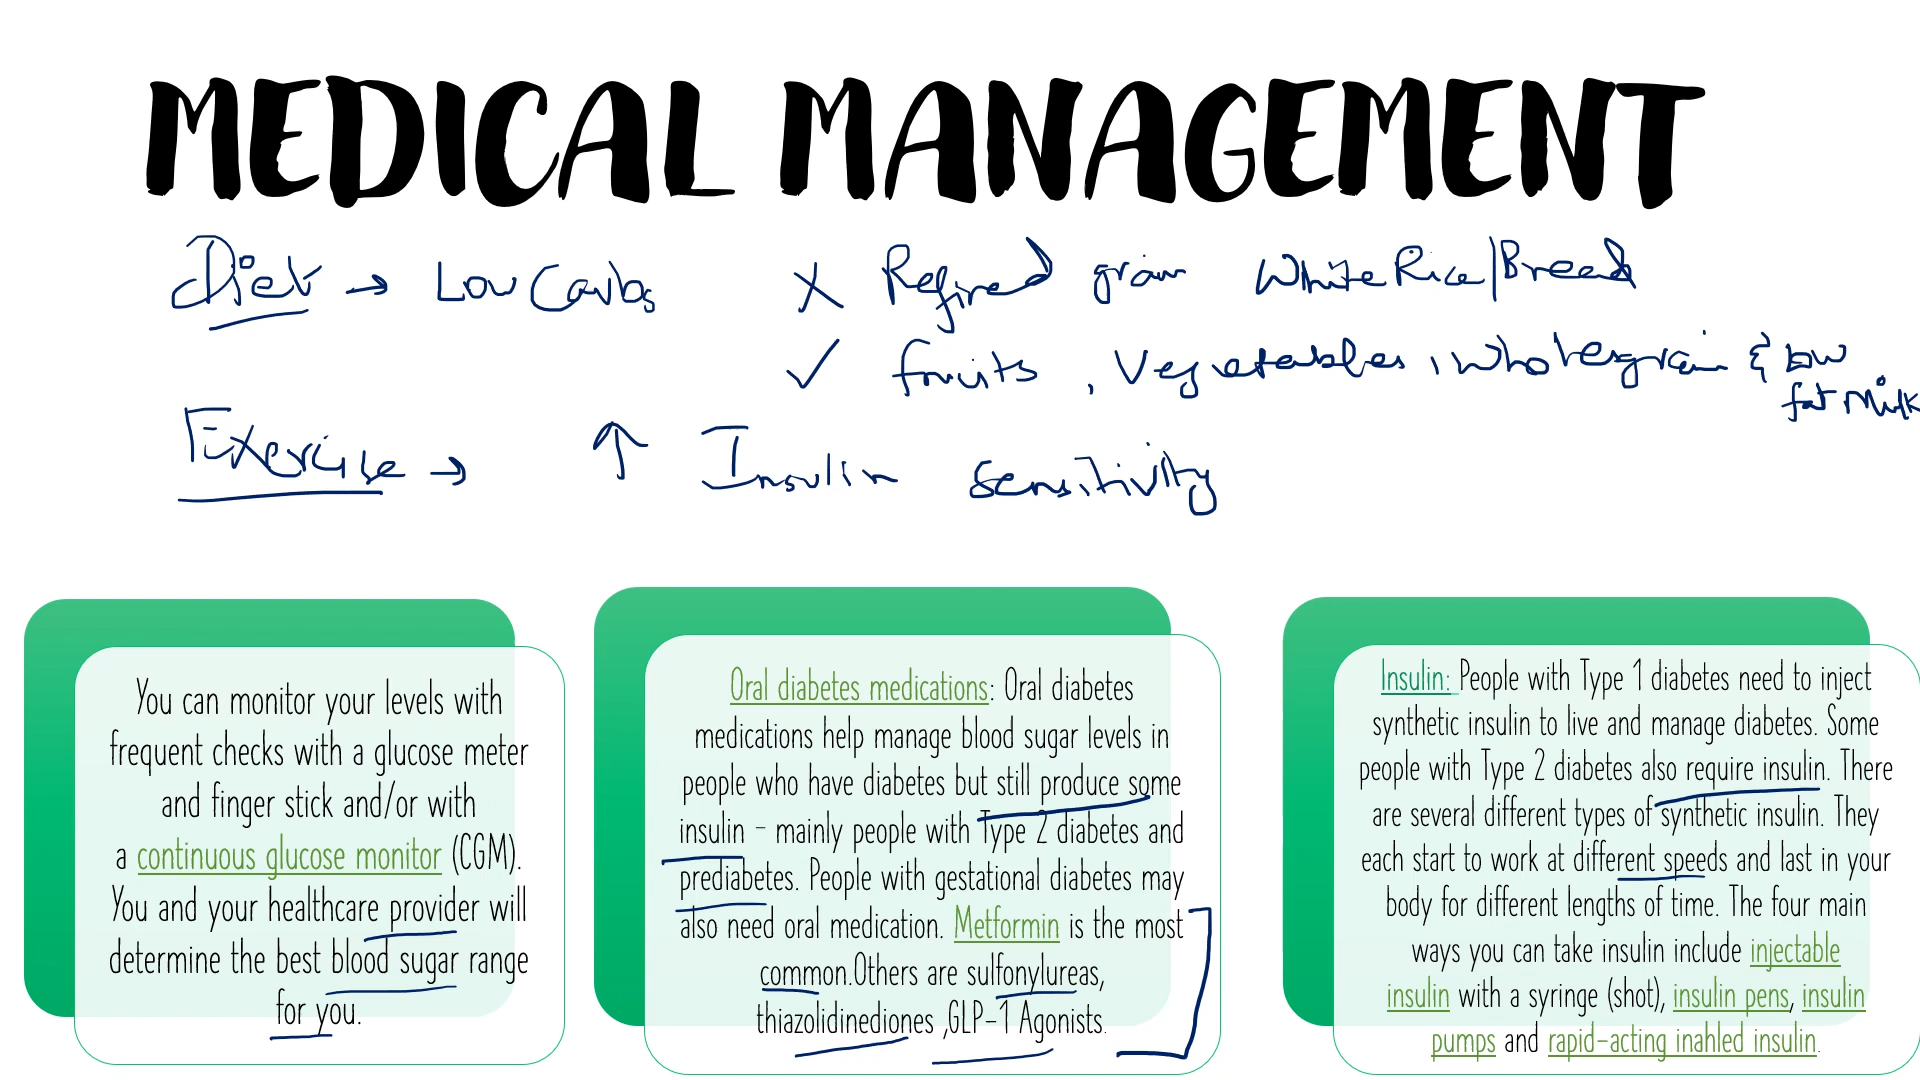 MEDICAL MANAGEMENT
Diet → Low Carbs X Refined grain White Rice/Bread
✓ fruits, Vegetables, Wholegrain & Low
fat Milk
Exercise → ↑ Insulin Sensitivity
You can monitor your levels with
frequent checks with a glucose meter
and finger stick and/or with
a continuous glucose monitor (CGM).
You and your healthcare provider will
determine the best blood sugar range
for you.
Oral diabetes medications: Oral diabetes
medications help manage blood sugar levels in
people who have diabetes but still produce some
insulin – mainly people with Type 2 diabetes and
prediabetes. People with gestational diabetes may
also need oral medication. Metformin is the most
common.Others are sulfonylureas,
thiazolidinediones ,GLP-1 Agonists.
Insulin: People with Type 1 diabetes need to inject
synthetic insulin to live and manage diabetes. Some
people with Type 2 diabetes also require insulin. There
are several different types of synthetic insulin. They
each start to work at different speeds and last in your
body for different lengths of time. The four main
ways you can take insulin include injectable
insulin with a syringe (shot), insulin pens, insulin
pumps and rapid-acting inahled insulin.